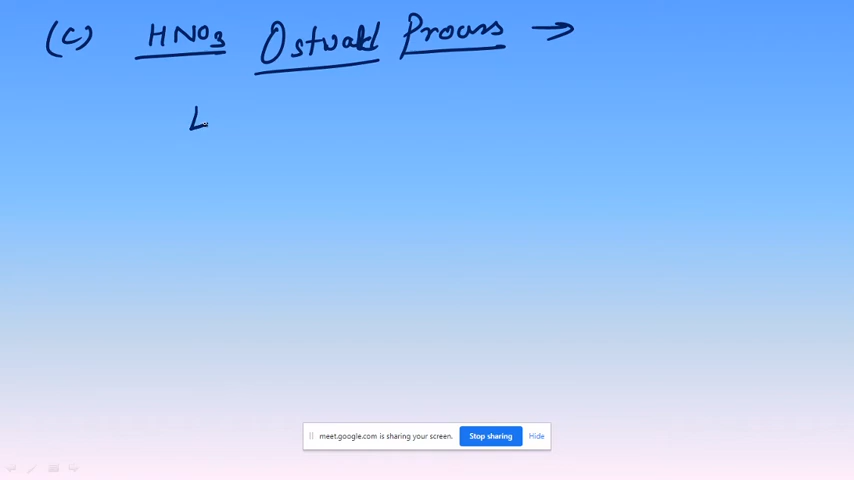 (C) HNO3 Ostwald Process →
L
meet.google.com is sharing your screen. Stop sharing Hide